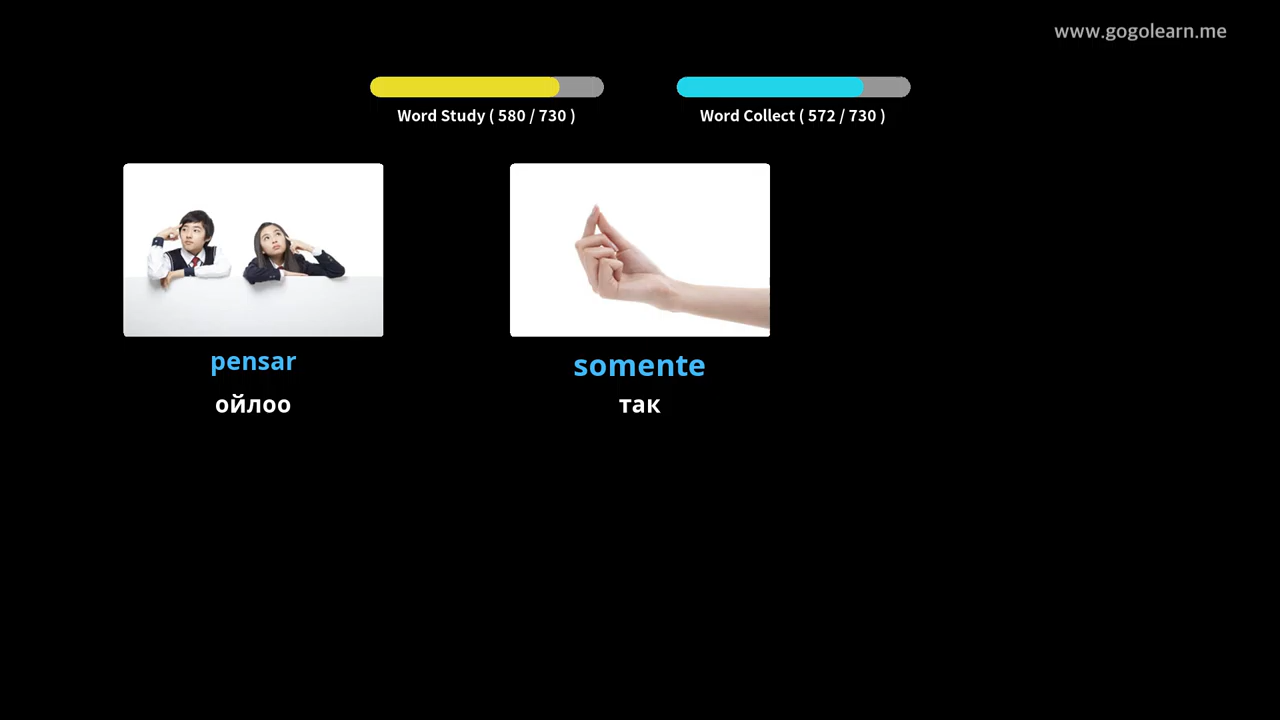 www.gogolearn.me
Word Study ( 580 / 730 )
Word Collect ( 572 / 730 )
pensar
somente
ойлоо
так